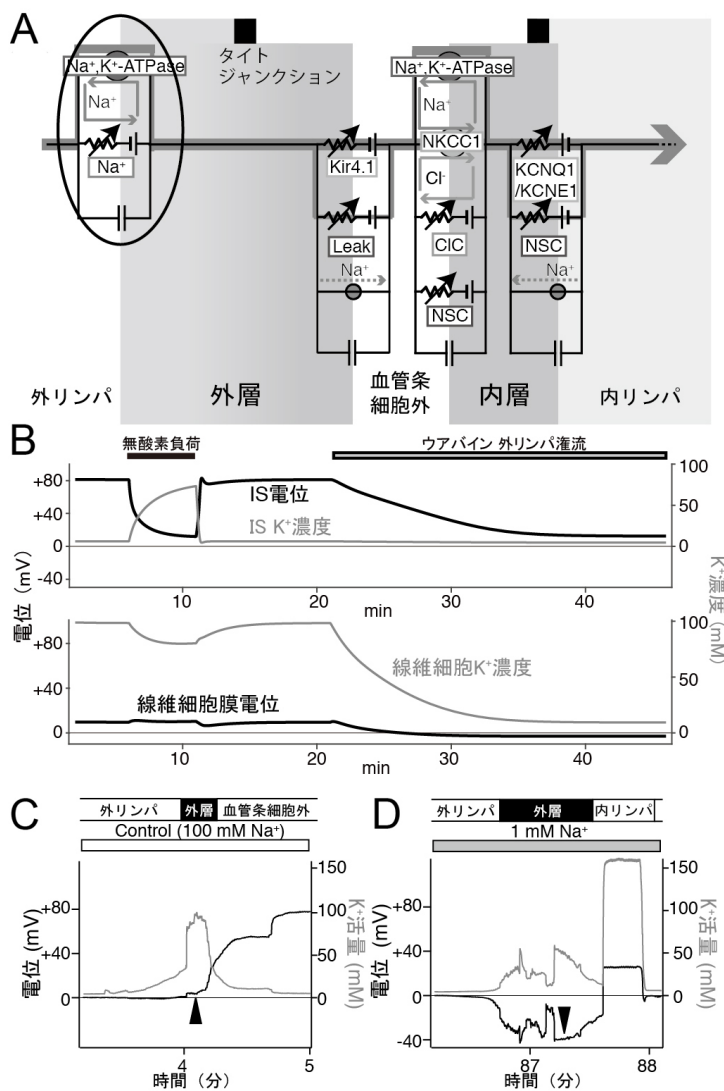 A
Na⁺,K⁺-ATPase
Na⁺
Na⁺
タイト
ジャンクション
Kir4.1
Leak
Na⁺
Na⁺,K⁺-ATPase
Na⁺
NKCC1
Cl⁻
ClC
NSC
KCNQ1
/KCNE1
NSC
Na⁺
外リンパ
外層
血管条
細胞外
内層
内リンパ
B
無酸素負荷
ウアバイン 外リンパ潅流
+80
+40
0
-40
100
50
0
IS電位
IS K⁺濃度
10
20
30
40
min
電位 (mV)
K⁺濃度 (mM)
+80
+40
0
100
50
0
線維細胞K⁺濃度
線維細胞膜電位
10
20
30
40
min
C
外リンパ
外層
血管条細胞外
Control (100 mM Na⁺)
+80
+40
0
電位 (mV)
150
100
50
0
K⁺活量 (mM)
4
5
時間 (分)
D
外リンパ
外層
内リンパ
1 mM Na⁺
+80
+40
0
-40
電位 (mV)
150
100
50
0
K⁺活量 (mM)
87
88
時間 (分)